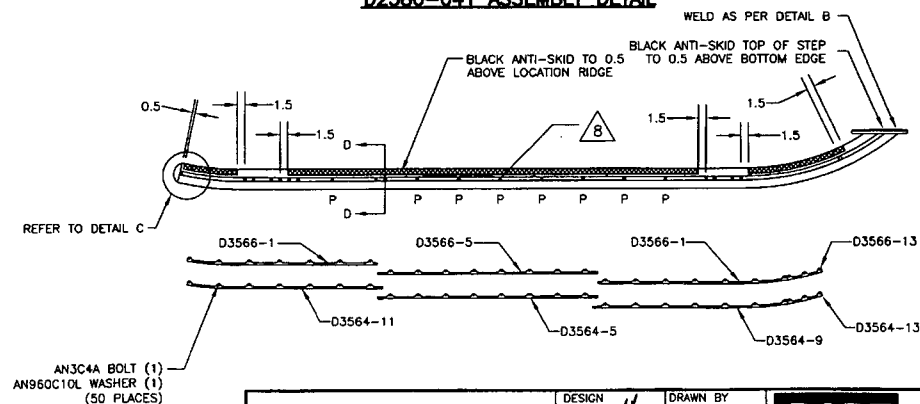 D2580-041 ASSEMBLY DETAIL
WELD AS PER DETAIL B
BLACK ANTI-SKID TO 0.5
ABOVE LOCATION RIDGE
BLACK ANTI-SKID TOP OF STEP
TO 0.5 ABOVE BOTTOM EDGE
0.5
1.5
1.5
1.5
1.5
1.5
8
D
D
P P P P P P P P
REFER TO DETAIL C
D3566-1
D3566-5
D3566-1
D3566-13
D3564-11
D3564-5
D3564-9
D3564-13
AN3C4A BOLT (1)
AN960C10L WASHER (1)
(50 PLACES)
DESIGN
DRAWN BY